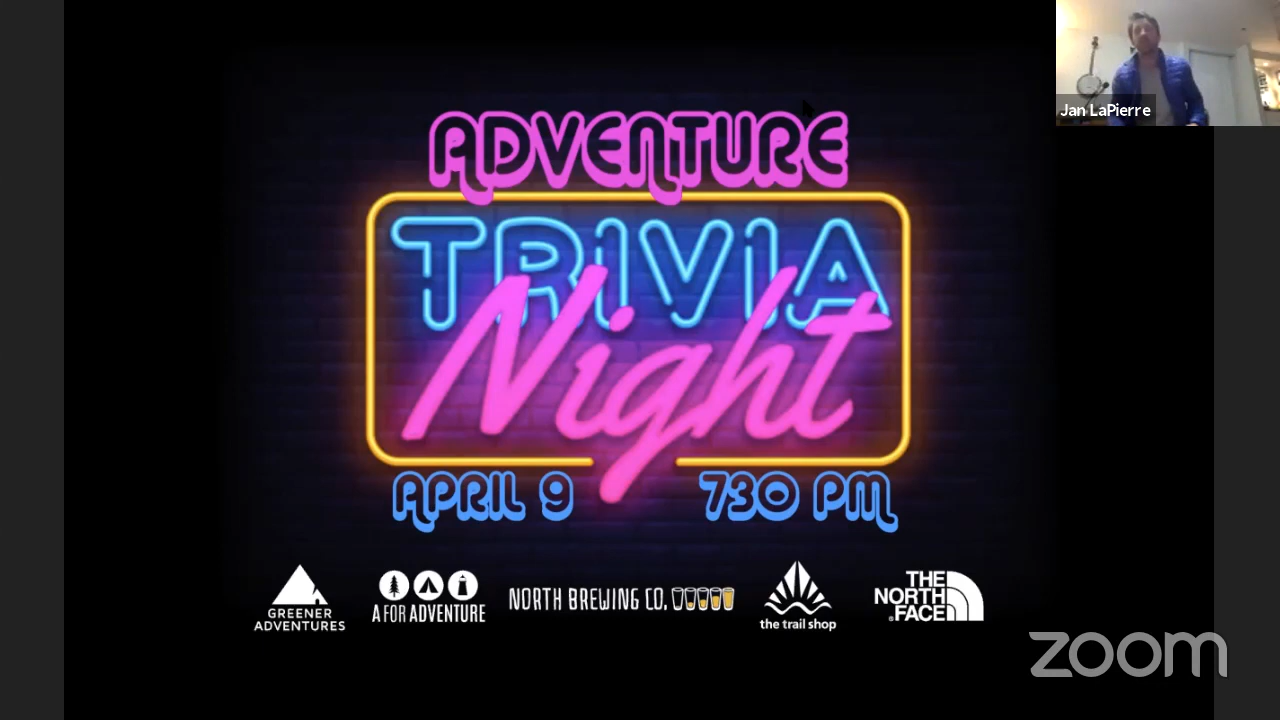 Jan LaPierre
ADVENTURE
TRIVIA
Night
APRIL 9 730 PM
GREENER
ADVENTURES
A FOR ADVENTURE
NORTH BREWING CO.
the trail shop
THE
NORTH
FACE
zoom